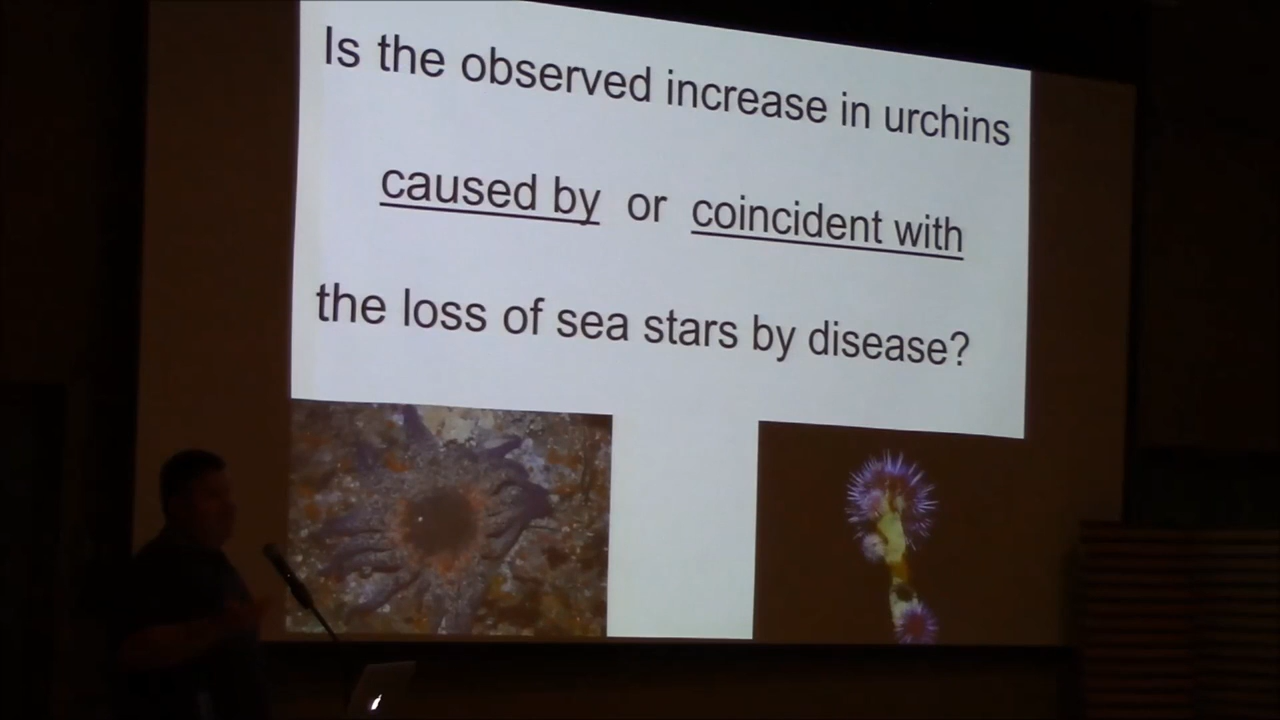 Is the observed increase in urchins
caused by or coincident with
the loss of sea stars by disease?